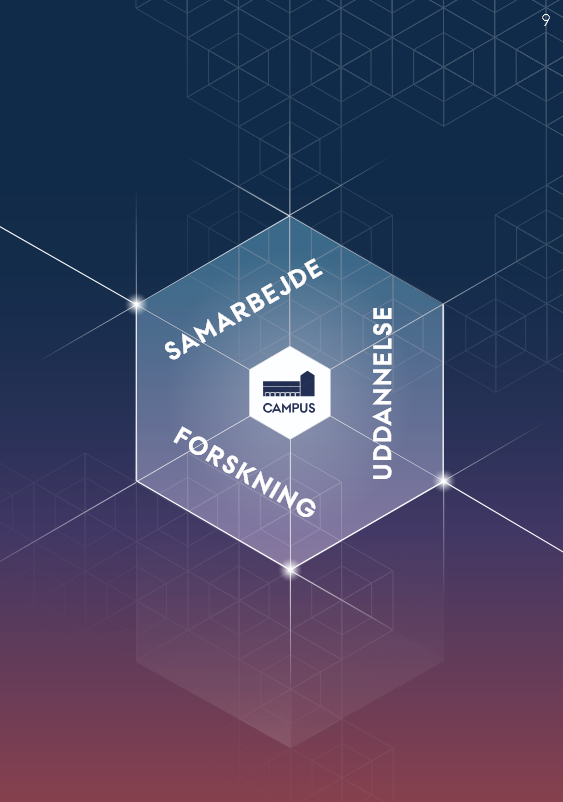 9
SAMARBEJDE
UDDANNELSE
CAMPUS
FORSKNING